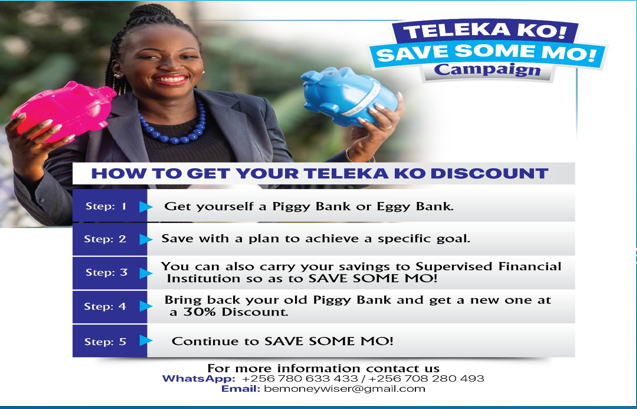 TELEKA KO!
SAVE SOME MO!
Campaign
HOW TO GET YOUR TELEKA KO DISCOUNT
Step: 1 Get yourself a Piggy Bank or Eggy Bank.
Step: 2 Save with a plan to achieve a specific goal.
Step: 3 You can also carry your savings to Supervised Financial
Institution so as to SAVE SOME MO!
Step: 4 Bring back your old Piggy Bank and get a new one at
a 30% Discount.
Step: 5 Continue to SAVE SOME MO!
For more information contact us
WhatsApp: +256 780 633 433 / +256 708 280 493
Email: bemoneywiser@gmail.com